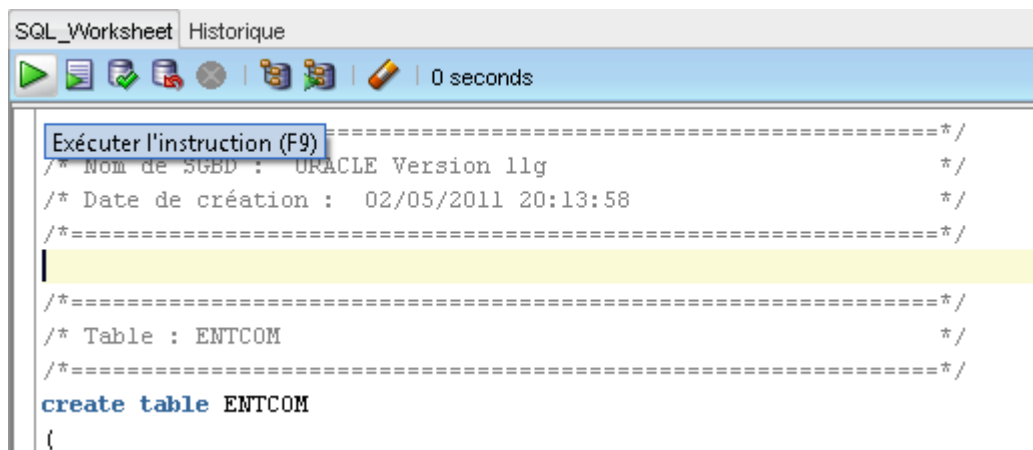 SQL_Worksheet Historique
0 seconds
Exécuter l'instruction (F9) ===============================================*/
/* Nom de SGBD : ORACLE Version 11g */
/* Date de création : 02/05/2011 20:13:58 */
/*==============================================================*/
/*==============================================================*/
/* Table : ENTCOM */
/*==============================================================*/
create table ENTCOM
(